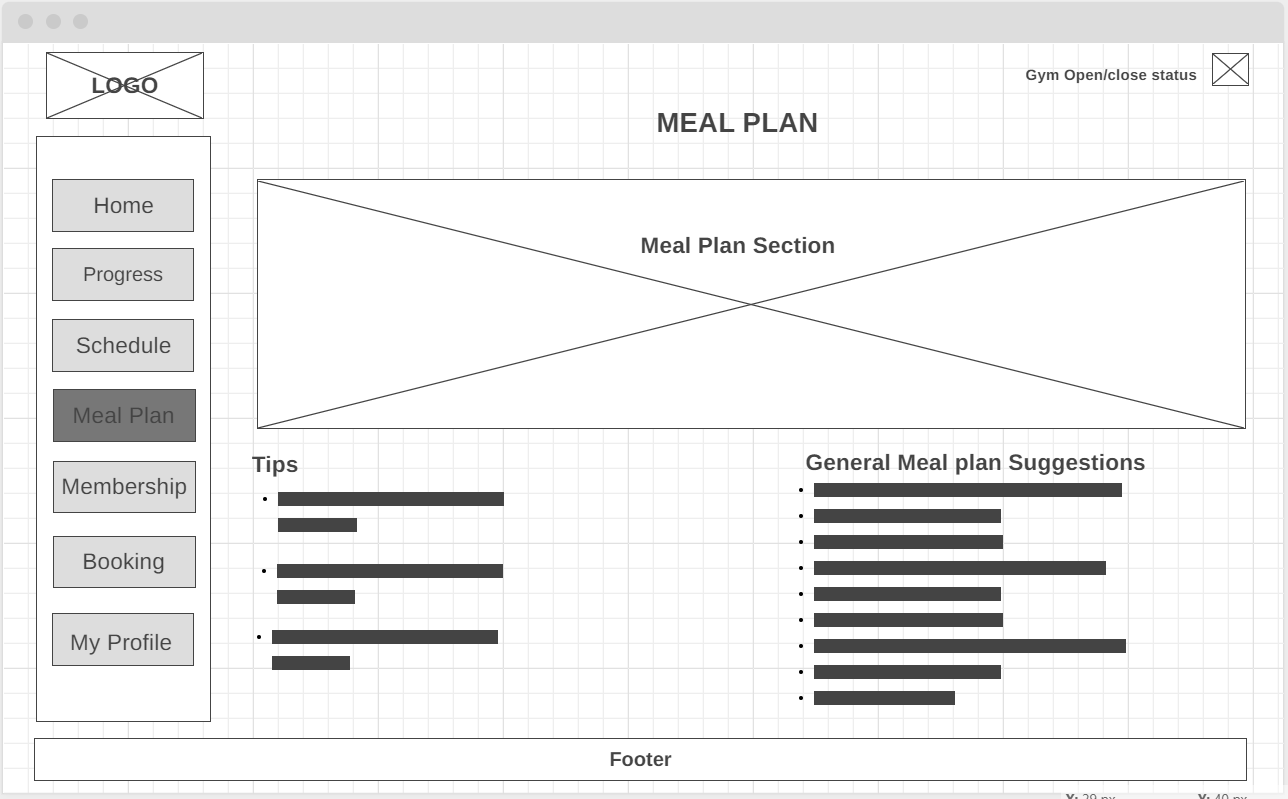 LOGO
Gym Open/close status
MEAL PLAN
Home
Progress
Schedule
Meal Plan
Membership
Booking
My Profile
Meal Plan Section
Tips
General Meal plan Suggestions
Footer
X: 29 px
Y: 40 px